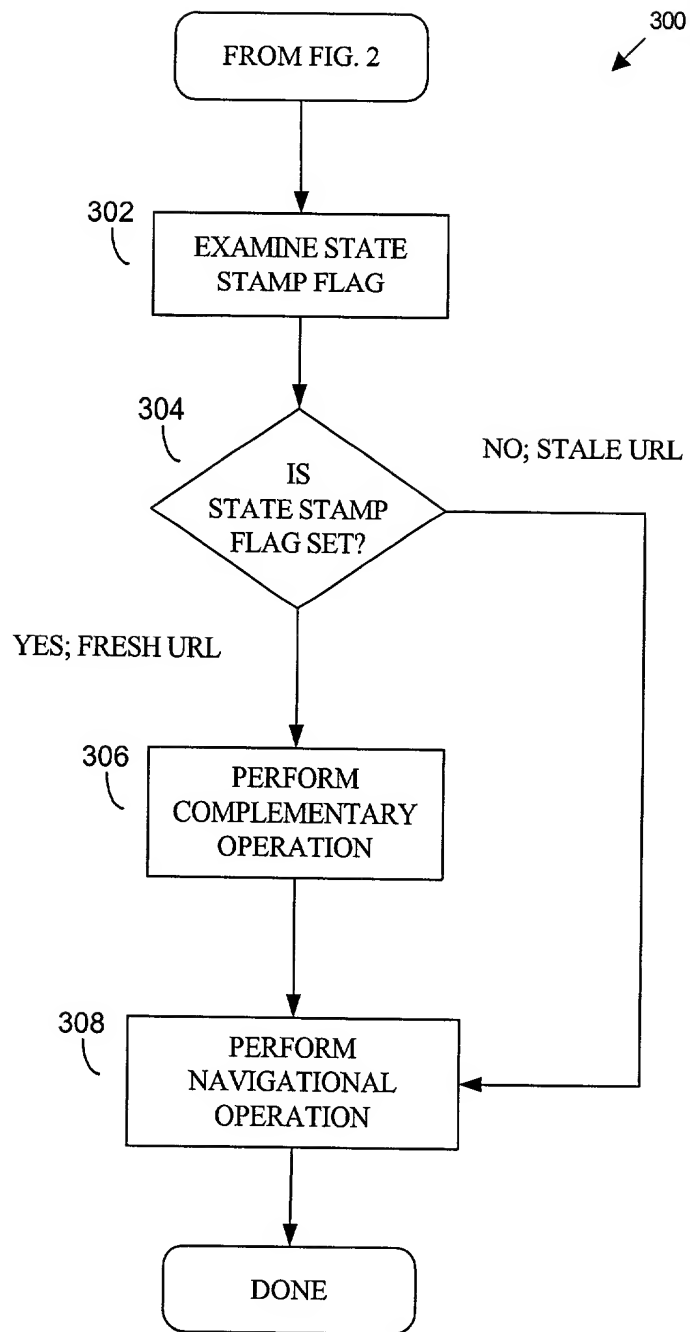 300
FROM FIG. 2
302
EXAMINE STATE
STAMP FLAG
304
NO; STALE URL
IS
STATE STAMP
FLAG SET?
YES; FRESH URL
306
PERFORM
COMPLEMENTARY
OPERATION
308
PERFORM
NAVIGATIONAL
OPERATION
DONE